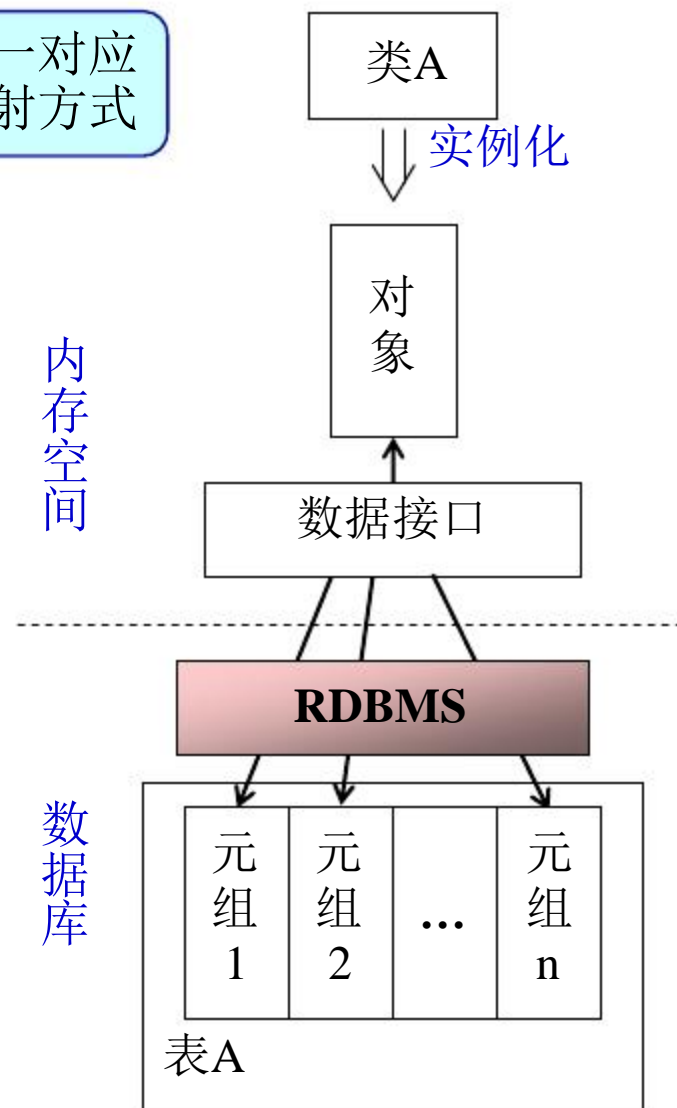 一对应
射方式
类A
实例化
对象
内存空间
数据接口
RDBMS
数据库
元组1
元组2
...
元组n
表A